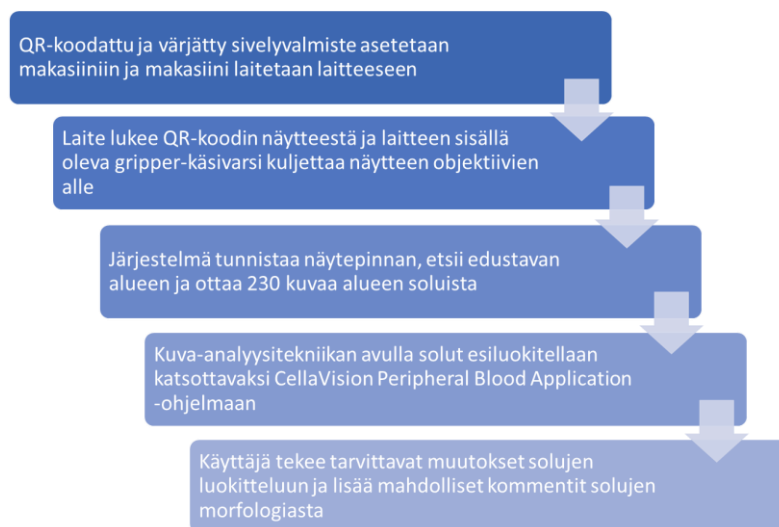 QR-koodattu ja värjätty sivelyvalmiste asetetaan
makasiiniin ja makasiini laitetaan laitteeseen
Laite lukee QR-koodin näytteestä ja laitteen sisällä
oleva gripper-käsivarsi kuljettaa näytteen objektiivien
alle
Järjestelmä tunnistaa näytepinnan, etsii edustavan
alueen ja ottaa 230 kuvaa alueen soluista
Kuva-analyysitekniikan avulla solut esiluokitellaan
katsottavaksi CellaVision Peripheral Blood Application
-ohjelmaan
Käyttäjä tekee tarvittavat muutokset solujen
luokitteluun ja lisää mahdolliset kommentit solujen
morfologiasta